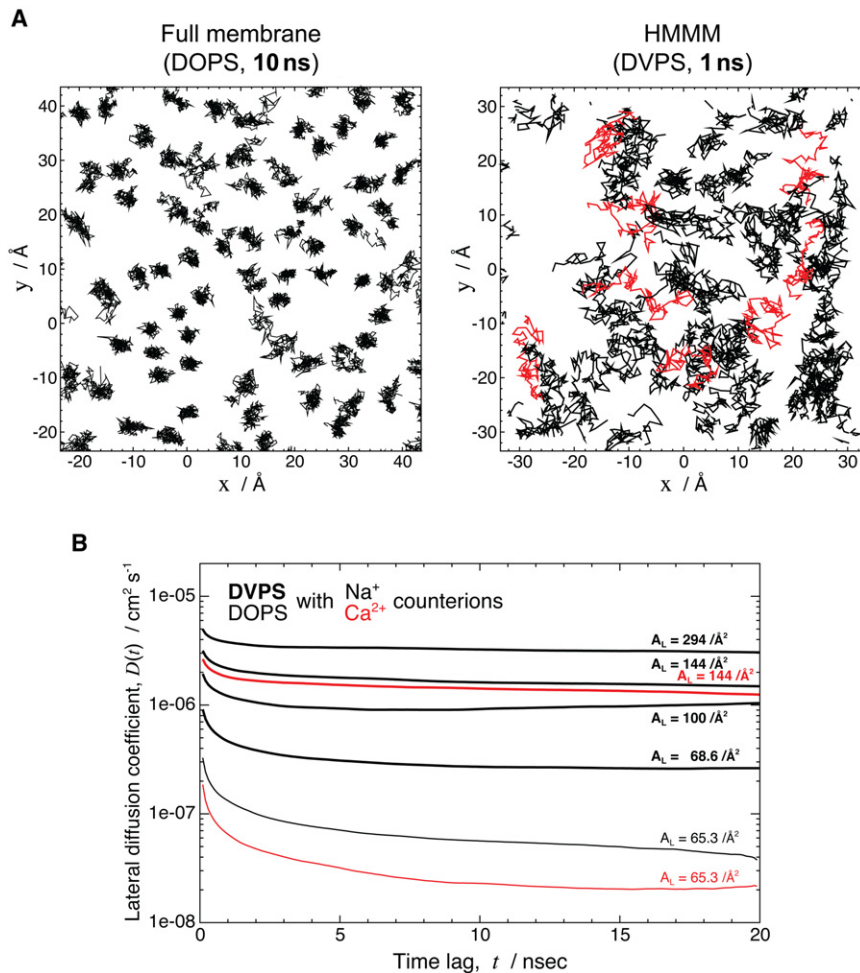 A
Full membrane
(DOPS, 10 ns)
HMMM
(DVPS, 1 ns)
40
30
20
10
0
-10
-20
y / Å
-20 -10 0 10 20 30 40
x / Å
30
20
10
0
-10
-20
-30
y / Å
-30 -20 -10 0 10 20 30
x / Å
B
Lateral diffusion coefficient, D(t) / cm² s⁻¹
1e-05
1e-06
1e-07
1e-08
DVPS
DOPS
with
Na⁺
Ca²⁺
counterions
A_L = 294 /Å²
A_L = 144 /Å²
A_L = 144 /Å²
A_L = 100 /Å²
A_L = 68.6 /Å²
A_L = 65.3 /Å²
A_L = 65.3 /Å²
0 5 10 15 20
Time lag, t / nsec